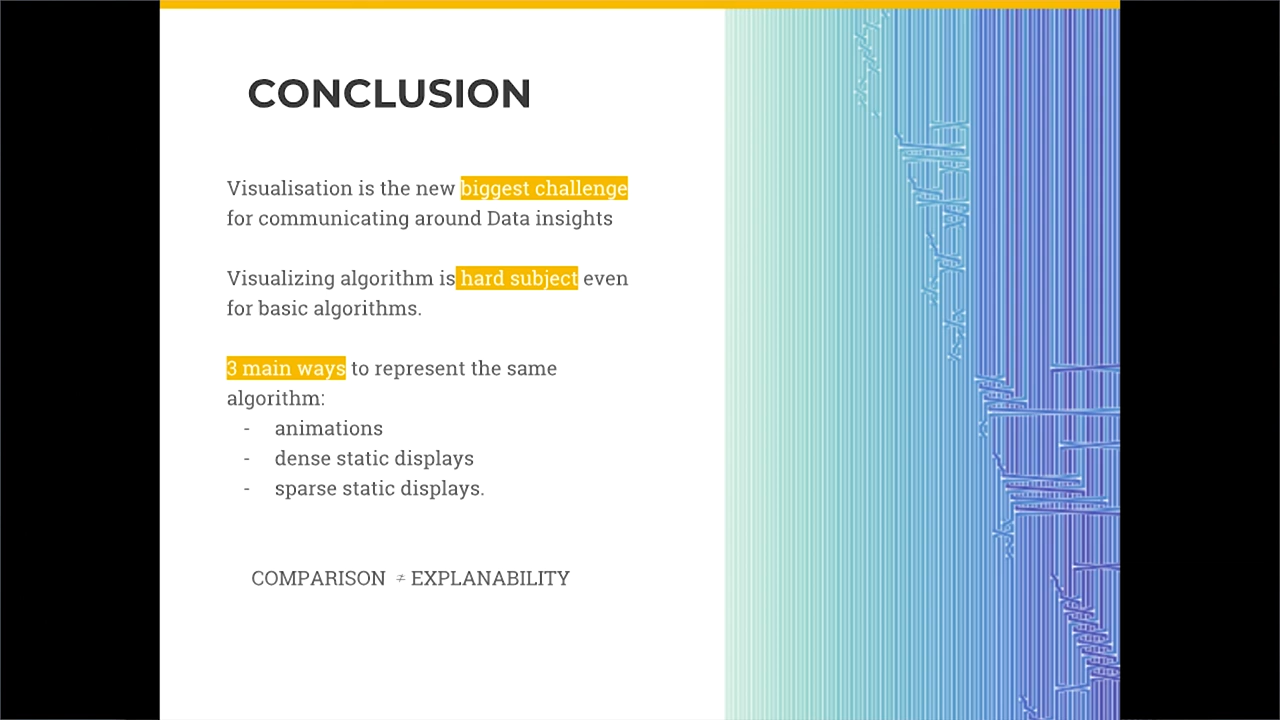 CONCLUSION
Visualisation is the new biggest challenge
for communicating around Data insights
Visualizing algorithm is hard subject even
for basic algorithms.
3 main ways to represent the same
algorithm:
- animations
- dense static displays
- sparse static displays.
COMPARISON ≠ EXPLANABILITY